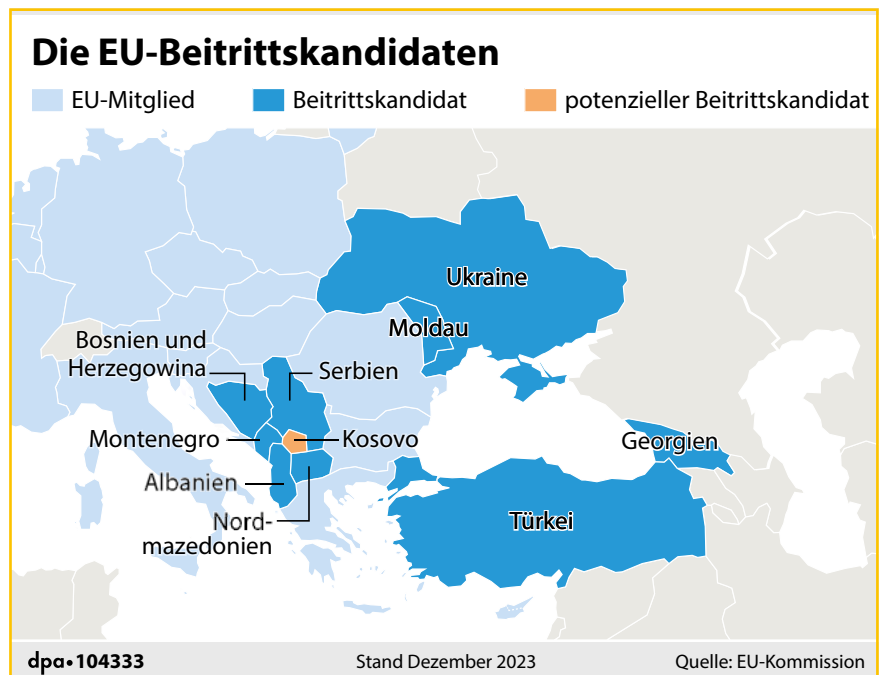 Die EU-Beitrittskandidaten
EU-Mitglied
Beitrittskandidat
potenzieller Beitrittskandidat
Ukraine
Moldau
Bosnien und
Herzegowina
Serbien
Montenegro
Kosovo
Georgien
Albanien
Nord-
mazedonien
Türkei
dpa•104333
Stand Dezember 2023
Quelle: EU-Kommission